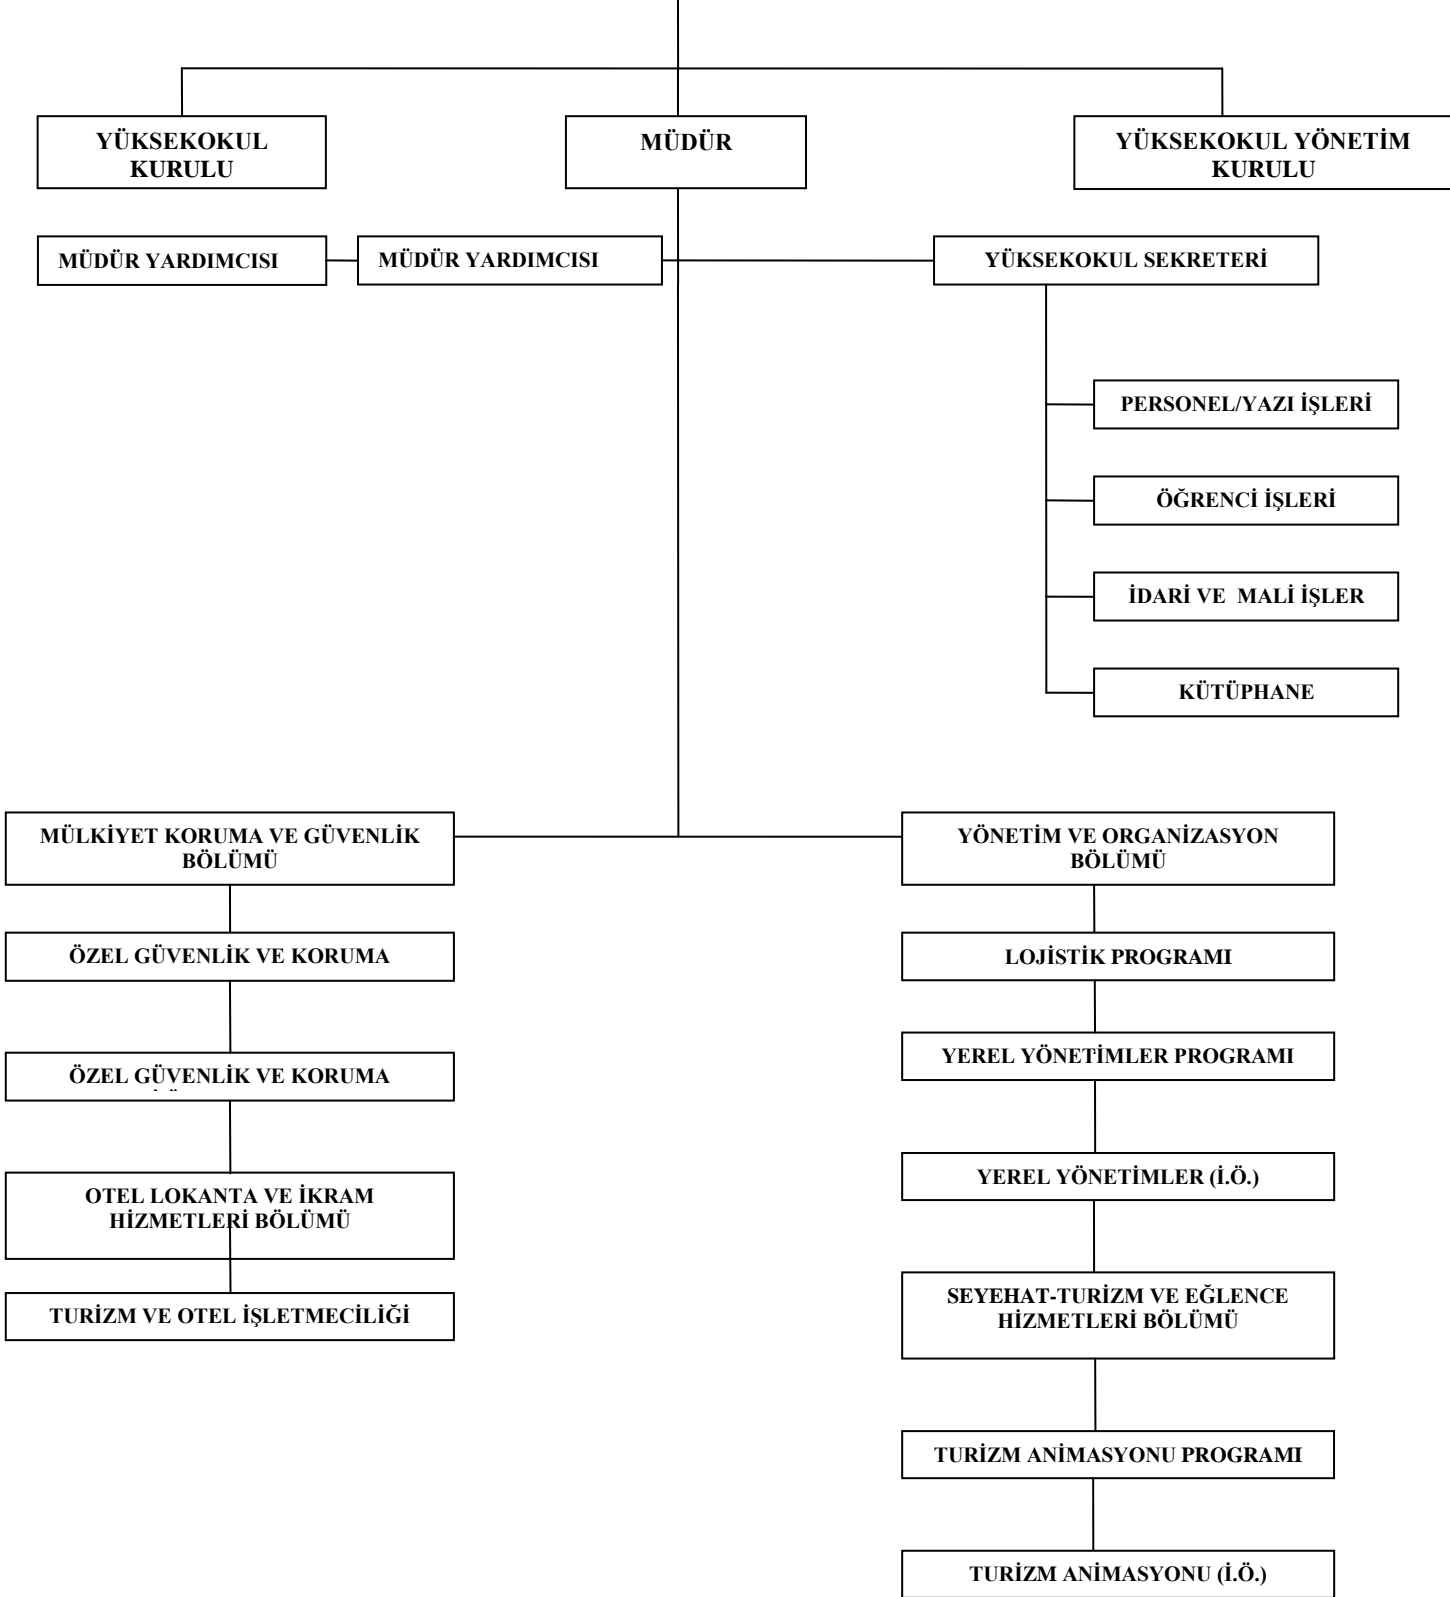 YÜKSEKOKUL
KURULU
MÜDÜR
YÜKSEKOKUL YÖNETİM
KURULU
MÜDÜR YARDIMCISI
MÜDÜR YARDIMCISI
YÜKSEKOKUL SEKRETERİ
PERSONEL/YAZI İŞLERİ
ÖĞRENCİ İŞLERİ
İDARİ VE  MALİ İŞLER
KÜTÜPHANE
MÜLKİYET KORUMA VE GÜVENLİK
BÖLÜMÜ
ÖZEL GÜVENLİK VE KORUMA
ÖZEL GÜVENLİK VE KORUMA
OTEL LOKANTA VE İKRAM
HİZMETLERİ BÖLÜMÜ
TURİZM VE OTEL İŞLETMECİLİĞİ
YÖNETİM VE ORGANİZASYON
BÖLÜMÜ
LOJİSTİK PROGRAMI
YEREL YÖNETİMLER PROGRAMI
YEREL YÖNETİMLER (İ.Ö.)
SEYEHAT-TURİZM VE EĞLENCE
HİZMETLERİ BÖLÜMÜ
TURİZM ANİMASYONU PROGRAMI
TURİZM ANİMASYONU (İ.Ö.)